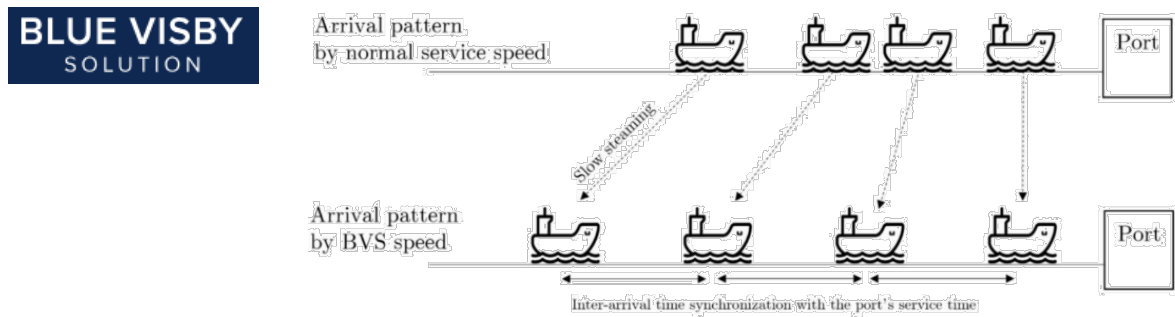 BLUE VISBY
SOLUTION
Arrival pattern
by normal service speed
Port
Slow steaming
Arrival pattern
by BVS speed
Port
Inter-arrival time synchronization with the port's service time